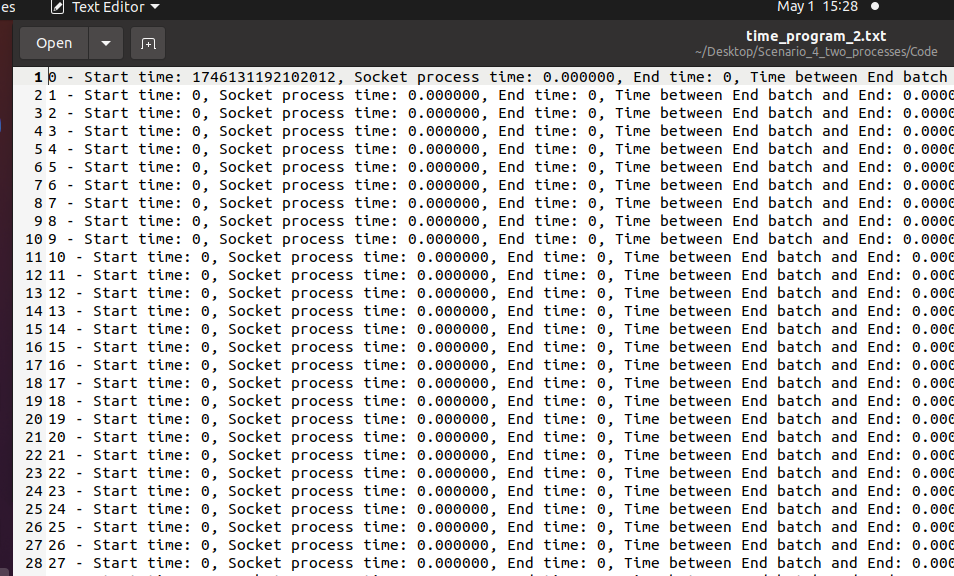 es Text Editor May 1 15:28
Open time_program_2.txt
~/Desktop/Scenario_4_two_processes/Code
1 0 - Start time: 1746131192102012, Socket process time: 0.000000, End time: 0, Time between End batch
2 1 - Start time: 0, Socket process time: 0.000000, End time: 0, Time between End batch and End: 0.0000
3 2 - Start time: 0, Socket process time: 0.000000, End time: 0, Time between End batch and End: 0.0000
4 3 - Start time: 0, Socket process time: 0.000000, End time: 0, Time between End batch and End: 0.0000
5 4 - Start time: 0, Socket process time: 0.000000, End time: 0, Time between End batch and End: 0.0000
6 5 - Start time: 0, Socket process time: 0.000000, End time: 0, Time between End batch and End: 0.0000
7 6 - Start time: 0, Socket process time: 0.000000, End time: 0, Time between End batch and End: 0.0000
8 7 - Start time: 0, Socket process time: 0.000000, End time: 0, Time between End batch and End: 0.0000
9 8 - Start time: 0, Socket process time: 0.000000, End time: 0, Time between End batch and End: 0.0000
10 9 - Start time: 0, Socket process time: 0.000000, End time: 0, Time between End batch and End: 0.0000
11 10 - Start time: 0, Socket process time: 0.000000, End time: 0, Time between End batch and End: 0.000
12 11 - Start time: 0, Socket process time: 0.000000, End time: 0, Time between End batch and End: 0.000
13 12 - Start time: 0, Socket process time: 0.000000, End time: 0, Time between End batch and End: 0.000
14 13 - Start time: 0, Socket process time: 0.000000, End time: 0, Time between End batch and End: 0.000
15 14 - Start time: 0, Socket process time: 0.000000, End time: 0, Time between End batch and End: 0.000
16 15 - Start time: 0, Socket process time: 0.000000, End time: 0, Time between End batch and End: 0.000
17 16 - Start time: 0, Socket process time: 0.000000, End time: 0, Time between End batch and End: 0.000
18 17 - Start time: 0, Socket process time: 0.000000, End time: 0, Time between End batch and End: 0.000
19 18 - Start time: 0, Socket process time: 0.000000, End time: 0, Time between End batch and End: 0.000
20 19 - Start time: 0, Socket process time: 0.000000, End time: 0, Time between End batch and End: 0.000
21 20 - Start time: 0, Socket process time: 0.000000, End time: 0, Time between End batch and End: 0.000
22 21 - Start time: 0, Socket process time: 0.000000, End time: 0, Time between End batch and End: 0.000
23 22 - Start time: 0, Socket process time: 0.000000, End time: 0, Time between End batch and End: 0.000
24 23 - Start time: 0, Socket process time: 0.000000, End time: 0, Time between End batch and End: 0.000
25 24 - Start time: 0, Socket process time: 0.000000, End time: 0, Time between End batch and End: 0.000
26 25 - Start time: 0, Socket process time: 0.000000, End time: 0, Time between End batch and End: 0.000
27 26 - Start time: 0, Socket process time: 0.000000, End time: 0, Time between End batch and End: 0.000
28 27 - Start time: 0, Socket process time: 0.000000, End time: 0, Time between End batch and End: 0.000